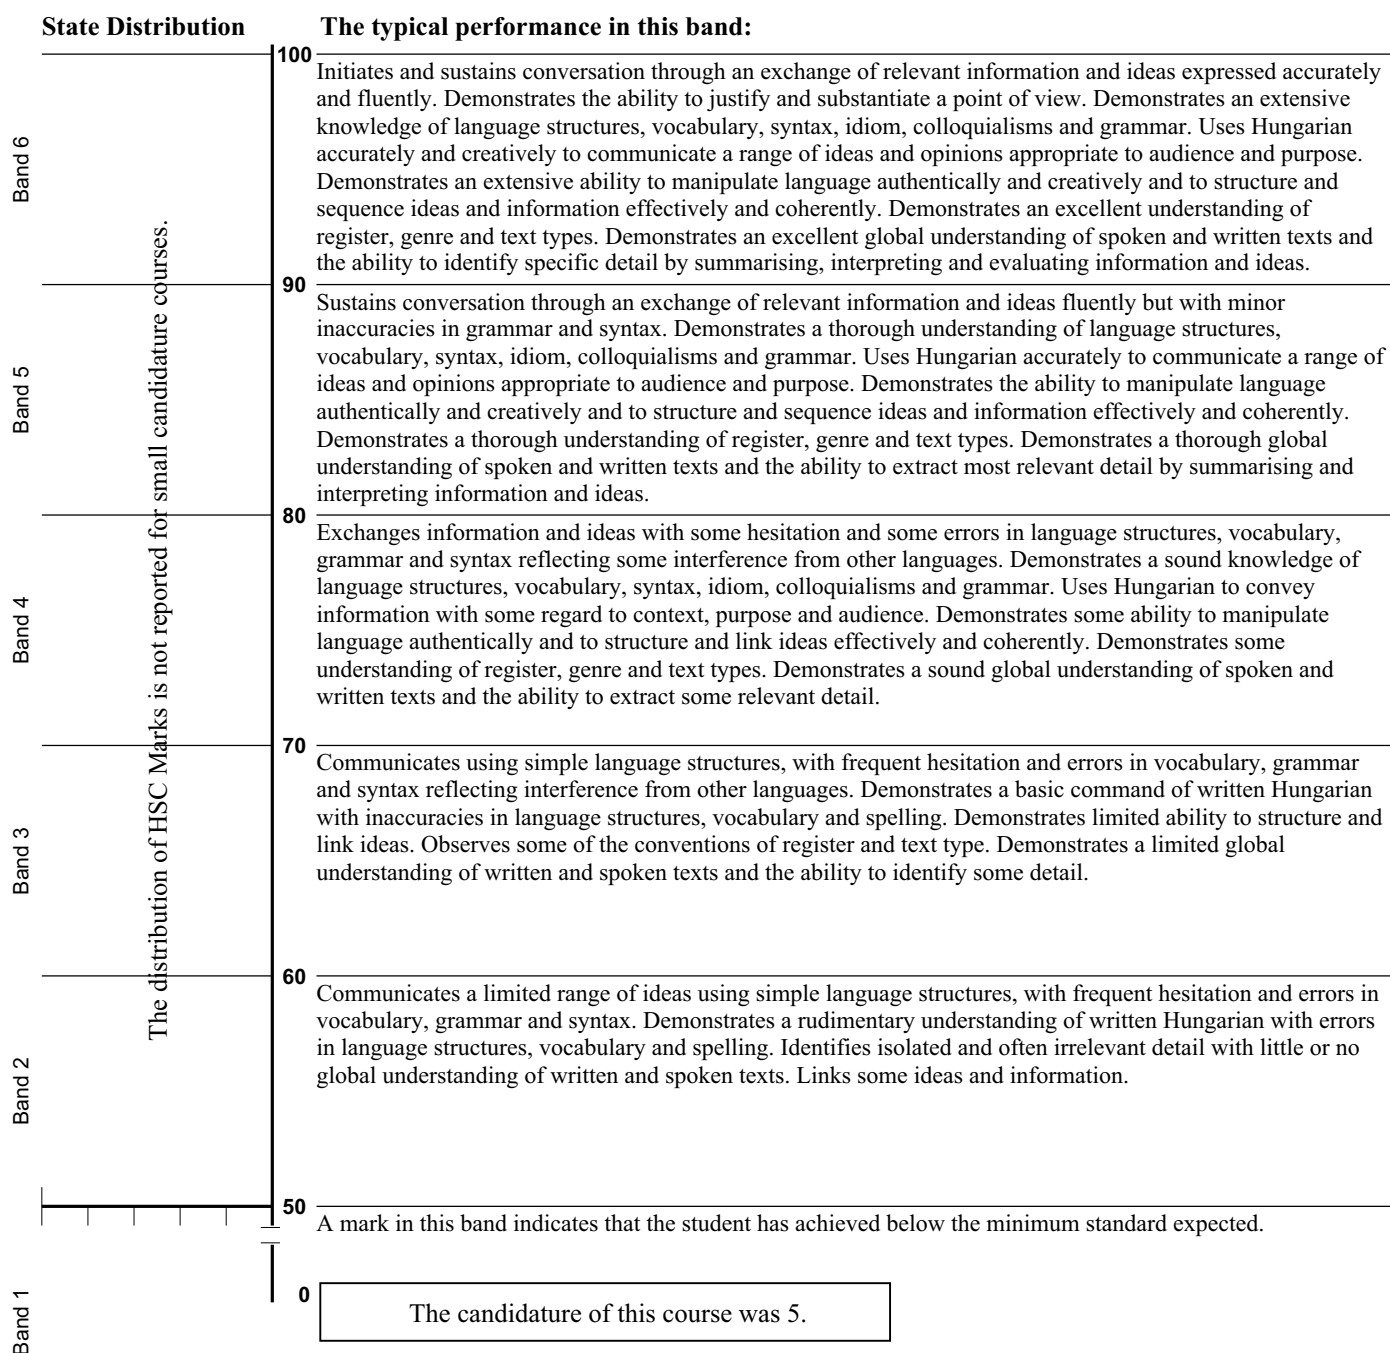 State Distribution
The typical performance in this band:
100
Band 6
Initiates and sustains conversation through an exchange of relevant information and ideas expressed accurately
and fluently. Demonstrates the ability to justify and substantiate a point of view. Demonstrates an extensive
knowledge of language structures, vocabulary, syntax, idiom, colloquialisms and grammar. Uses Hungarian
accurately and creatively to communicate a range of ideas and opinions appropriate to audience and purpose.
Demonstrates an extensive ability to manipulate language authentically and creatively and to structure and
sequence ideas and information effectively and coherently. Demonstrates an excellent understanding of
register, genre and text types. Demonstrates an excellent global understanding of spoken and written texts and
the ability to identify specific detail by summarising, interpreting and evaluating information and ideas.
90
Band 5
Sustains conversation through an exchange of relevant information and ideas fluently but with minor
inaccuracies in grammar and syntax. Demonstrates a thorough understanding of language structures,
vocabulary, syntax, idiom, colloquialisms and grammar. Uses Hungarian accurately to communicate a range of
ideas and opinions appropriate to audience and purpose. Demonstrates the ability to manipulate language
authentically and creatively and to structure and sequence ideas and information effectively and coherently.
Demonstrates a thorough understanding of register, genre and text types. Demonstrates a thorough global
understanding of spoken and written texts and the ability to extract most relevant detail by summarising and
interpreting information and ideas.
80
Band 4
Exchanges information and ideas with some hesitation and some errors in language structures, vocabulary,
grammar and syntax reflecting some interference from other languages. Demonstrates a sound knowledge of
language structures, vocabulary, syntax, idiom, colloquialisms and grammar. Uses Hungarian to convey
information with some regard to context, purpose and audience. Demonstrates some ability to manipulate
language authentically and to structure and link ideas effectively and coherently. Demonstrates some
understanding of register, genre and text types. Demonstrates a sound global understanding of spoken and
written texts and the ability to extract some relevant detail.
70
Band 3
Communicates using simple language structures, with frequent hesitation and errors in vocabulary, grammar
and syntax reflecting interference from other languages. Demonstrates a basic command of written Hungarian
with inaccuracies in language structures, vocabulary and spelling. Demonstrates limited ability to structure and
link ideas. Observes some of the conventions of register and text type. Demonstrates a limited global
understanding of written and spoken texts and the ability to identify some detail.
60
Band 2
Communicates a limited range of ideas using simple language structures, with frequent hesitation and errors in
vocabulary, grammar and syntax. Demonstrates a rudimentary understanding of written Hungarian with errors
in language structures, vocabulary and spelling. Identifies isolated and often irrelevant detail with little or no
global understanding of written and spoken texts. Links some ideas and information.
50
A mark in this band indicates that the student has achieved below the minimum standard expected.
0
Band 1
The candidature of this course was 5.
The distribution of HSC Marks is not reported for small candidature courses.